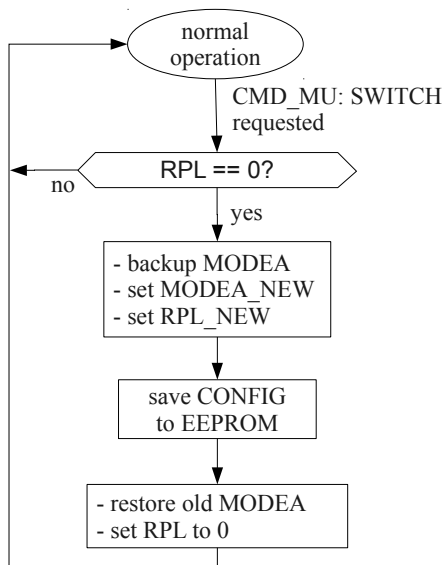 normal
operation
CMD_MU: SWITCH
requested
RPL == 0?
no
yes
- backup MODEA
- set MODEA_NEW
- set RPL_NEW
save CONFIG
to EEPROM
- restore old MODEA
- set RPL to 0